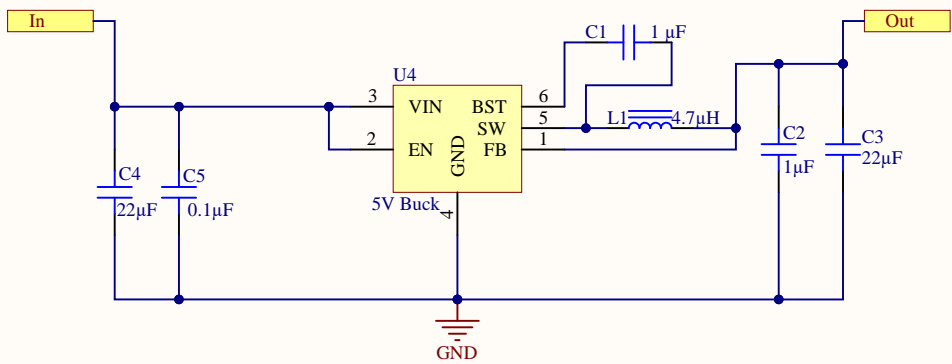 In
Out
C1
1 µF
U4
3
VIN
BST
6
SW
5
L1
4.7µH
2
EN
FB
1
GND
C4
22µF
C5
0.1µF
C2
1µF
C3
22µF
5V Buck
4
GND